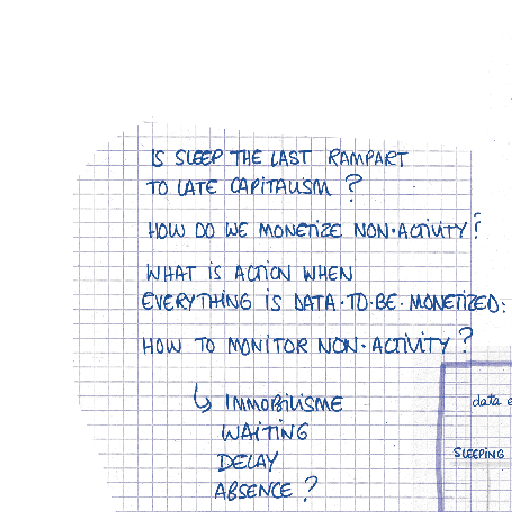 IS SLEEP THE LAST RAMPART
TO LATE CAPITALISM ?
HOW DO WE MONETIZE NON-ACTIVITY ?
WHAT IS ACTION WHEN
EVERYTHING IS DATA-TO-BE-MONETIZED:
HOW TO MONITOR NON-ACTIVITY ?
↳ IMMOBILISME
WAITING
DELAY
ABSENCE ?
data
SLEEPING